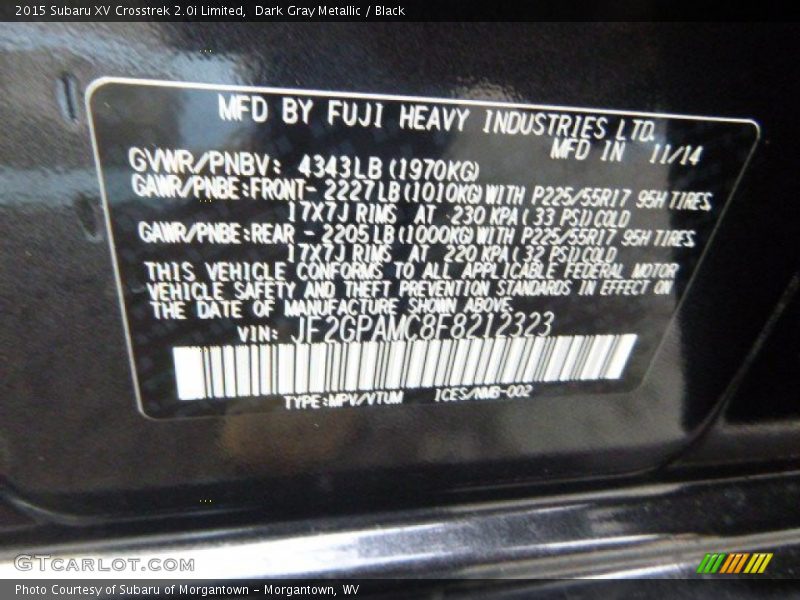 2015 Subaru XV Crosstrek 2.0i Limited,  Dark Gray Metallic / Black
MFD BY FUJI HEAVY INDUSTRIES LTD.
MFD IN 11/14
GVWR/PNBV: 4343LB (1970KG)
GAWR/PNBE:FRONT- 2227LB (1010KG) WITH P225/55R17 95H TIRES,
17X7J RIMS AT 230 KPA ( 33 PSI) COLD
GAWR/PNBE:REAR - 2205LB (1000KG) WITH P225/55R17 95H TIRES,
17X7J RIMS AT 220 KPA ( 32 PSI) COLD
THIS VEHICLE CONFORMS TO ALL APPLICABLE FEDERAL MOTOR
VEHICLE SAFETY AND THEFT PREVENTION STANDARDS IN EFFECT ON
THE DATE OF MANUFACTURE SHOWN ABOVE.
VIN: JF2GPAMC8F8212323
TYPE:MPV/VTUM ICES/NMB-002
GTCARLOT.COM
Photo Courtesy of Subaru of Morgantown - Morgantown, WV